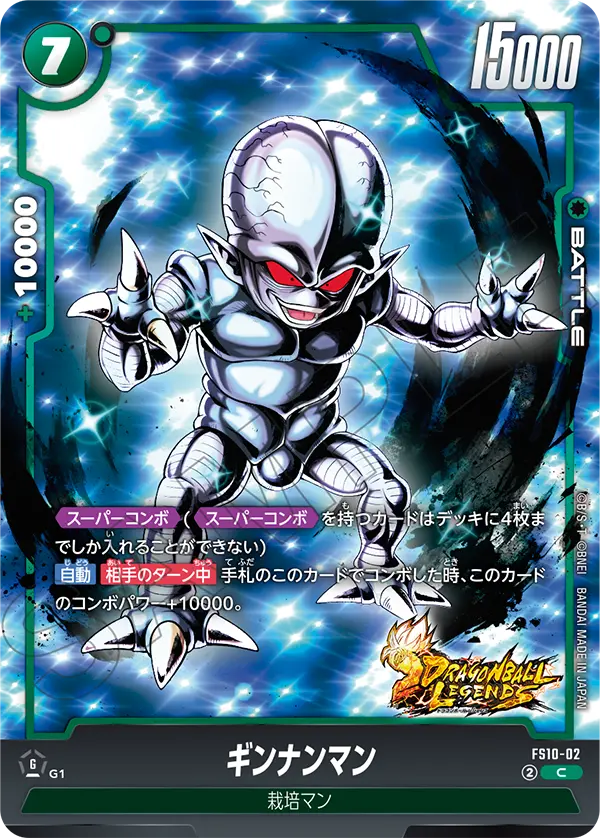 7
15000
+10000
BATTLE
スーパーコンボ ( スーパーコンボ を持つカードはデッキに4枚ま
でしか入れることができない)
自動 相手のターン中 手札のこのカードでコンボした時、このカード
のコンボパワー+10000。
©B/S・T ©BNEI BANDAI MADE IN JAPAN
DRAGONBALL
LEGENDS
ギンナンマン
FS10-02
G G1
② C
栽培マン